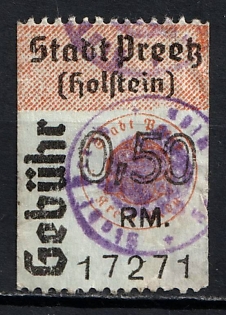 Stadt Preetz
(Holstein)
Gebühr
0,50
RM.
17271